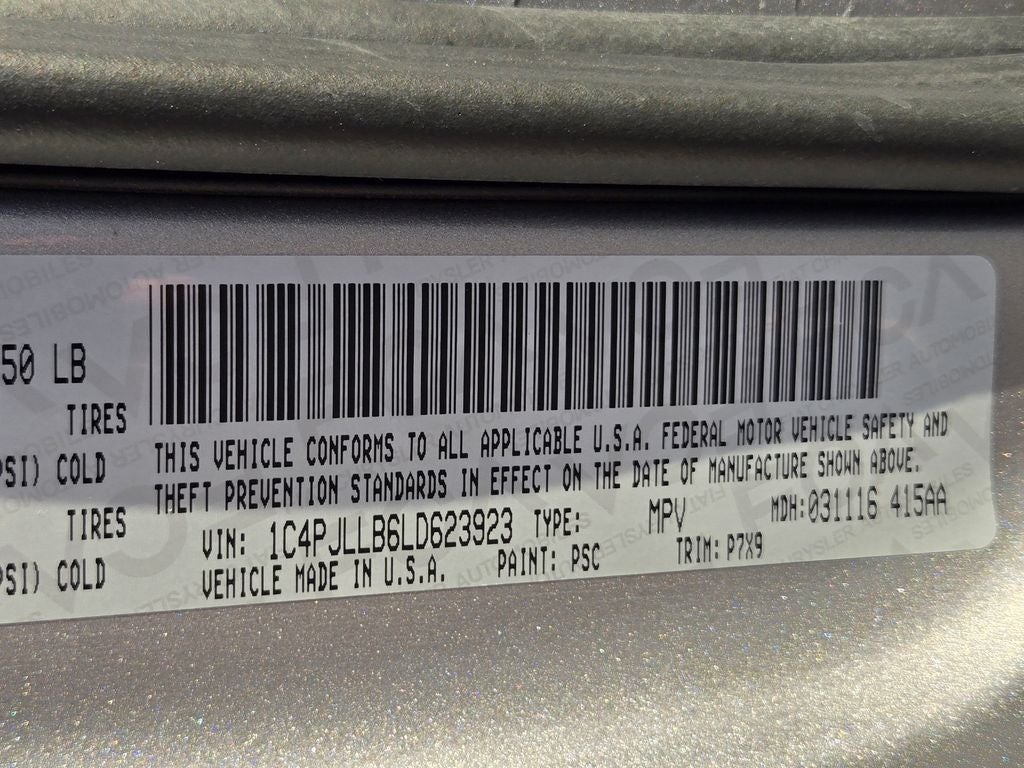 50 LB
TIRES
PSI) COLD
TIRES
PSI) COLD
THIS VEHICLE CONFORMS TO ALL APPLICABLE U.S.A. FEDERAL MOTOR VEHICLE SAFETY AND
THEFT PREVENTION STANDARDS IN EFFECT ON THE DATE OF MANUFACTURE SHOWN ABOVE.
VIN: 1C4PJLLB6LD623923 TYPE: MPV MDH: 031116 415AA
VEHICLE MADE IN U.S.A. PAINT: PSC TRIM: P7X9